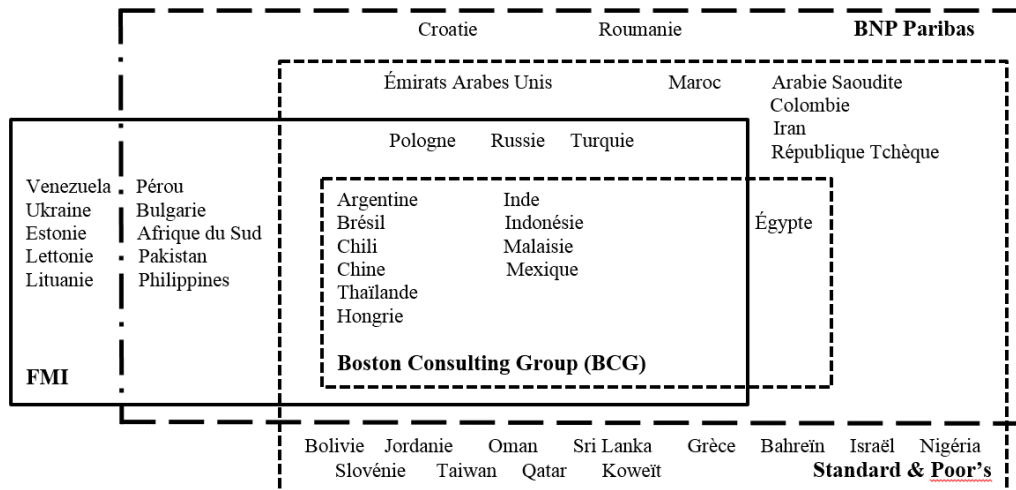 Croatie Roumanie BNP Paribas
Émirats Arabes Unis Maroc Arabie Saoudite
Colombie
Iran
Pologne Russie Turquie
République Tchèque
Venezuela Pérou
Argentine Inde
Ukraine Bulgarie
Brésil Indonésie Égypte
Estonie Afrique du Sud
Chili Malaisie
Lettonie Pakistan
Chine Mexique
Lituanie Philippines
Thaïlande
Hongrie
Boston Consulting Group (BCG)
FMI
Bolivie Jordanie Oman Sri Lanka Grèce Bahreïn Israël Nigéria
Slovénie Taiwan Qatar Koweït Standard & Poor's